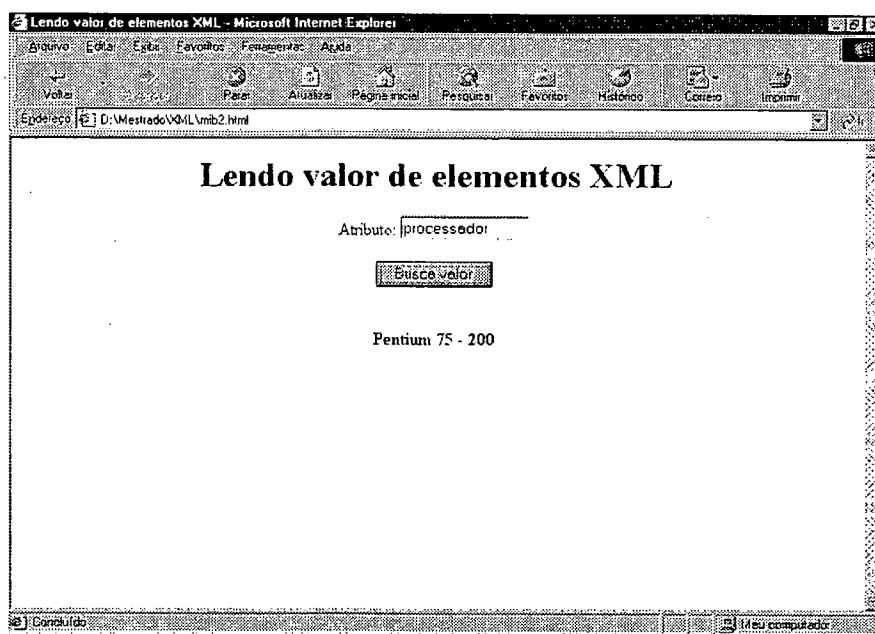 Lendo valor de elementos XML - Microsoft Internet Explorer
Arquivo Editar Exibir Favoritos Ferramentas Ajuda
Voltar Parar Atualizar Página inicial Pesquisar Favoritos Histórico Correio Imprimir
Endereço D:\Mestrado\XML\mib2.html Ir
Lendo valor de elementos XML
Atributo: processador
Busca valor
Pentium 75 - 200
Concluído Meu computador